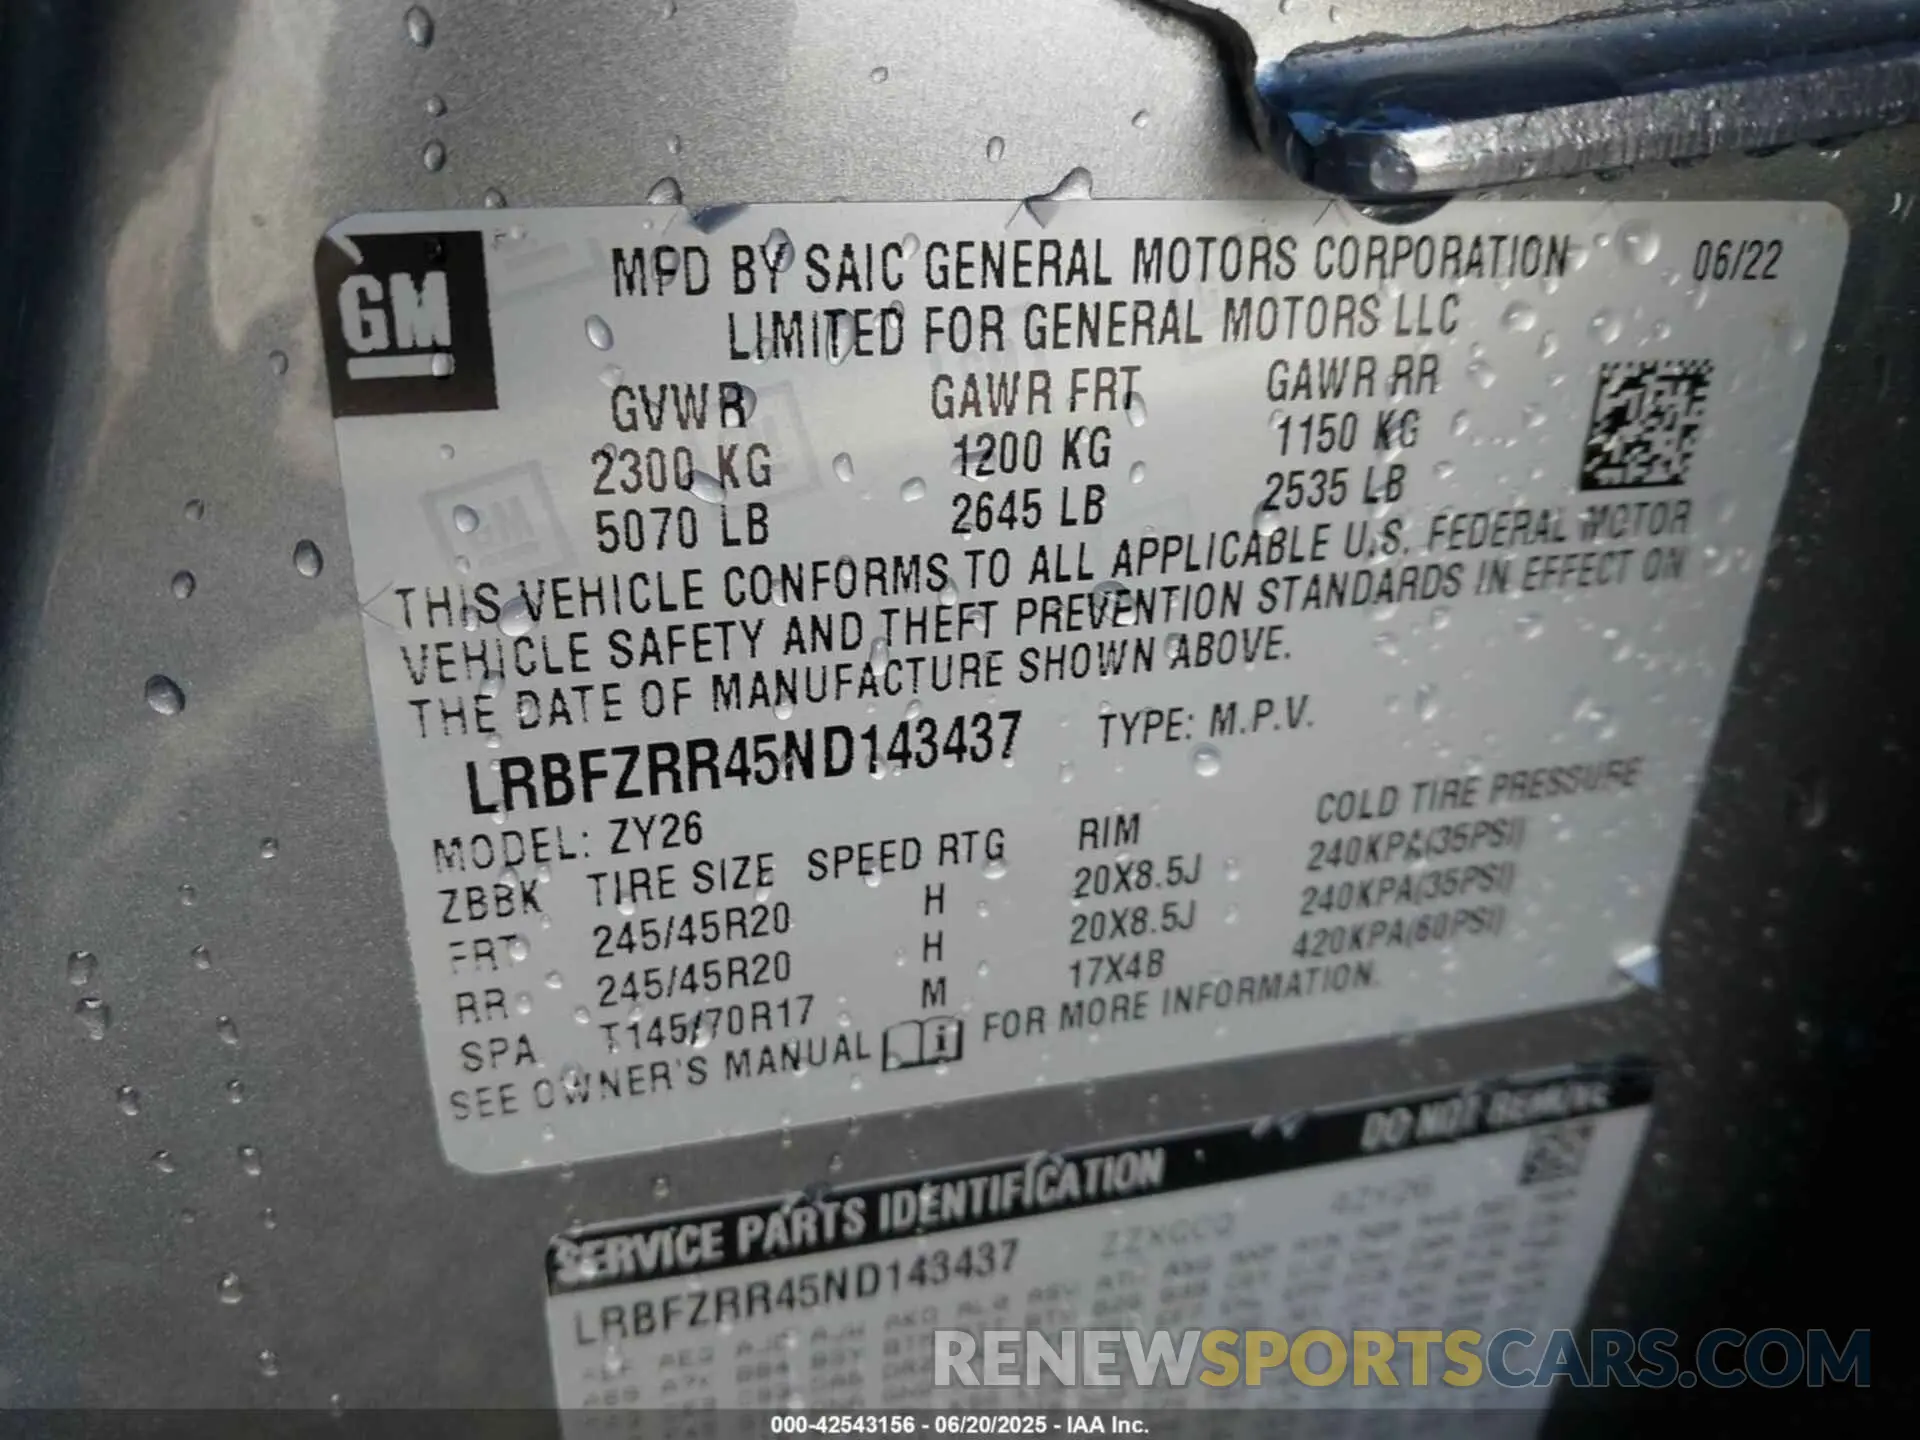 GM
MFD BY SAIC GENERAL MOTORS CORPORATION 06/22
LIMITED FOR GENERAL MOTORS LLC
GVWR GAWR FRT GAWR RR
2300 KG 1200 KG 1150 KG
5070 LB 2645 LB 2535 LB
THIS VEHICLE CONFORMS TO ALL APPLICABLE U.S. FEDERAL MOTOR
VEHICLE SAFETY AND THEFT PREVENTION STANDARDS IN EFFECT ON
THE DATE OF MANUFACTURE SHOWN ABOVE.
LRBFZRR45ND143437 TYPE: M.P.V.
MODEL: ZY26
ZBBK TIRE SIZE SPEED RTG RIM COLD TIRE PRESSURE
FRT 245/45R20 H 20X8.5J 240KPA(35PSI)
RR 245/45R20 H 20X8.5J 240KPA(35PSI)
SPA T145/70R17 M 17X4B 420KPA(60PSI)
SEE OWNER'S MANUAL i FOR MORE INFORMATION.
SERVICE PARTS IDENTIFICATION DO NOT REMOVE
LRBFZRR45ND143437 4ZY26
RENEWSPORTSCARS.COM
000-42543156 - 06/20/2025 - IAA Inc.